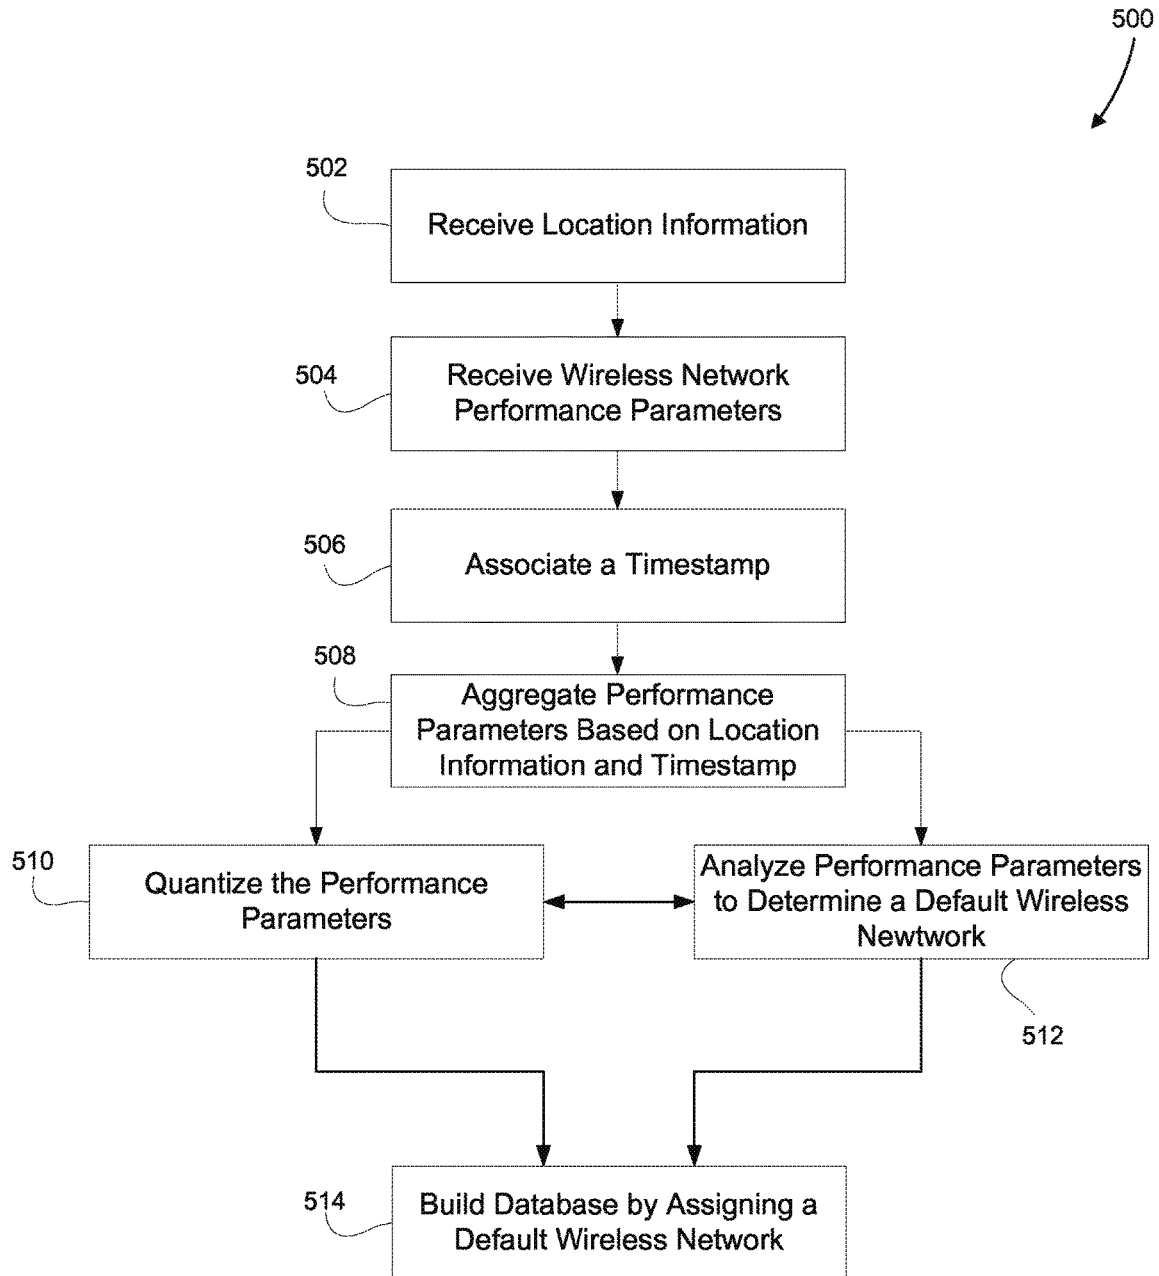 500
502
Receive Location Information
504
Receive Wireless Network
Performance Parameters
506
Associate a Timestamp
508
Aggregate Performance
Parameters Based on Location
Information and Timestamp
510
Quantize the Performance
Parameters
Analyze Performance Parameters
to Determine a Default Wireless
Newtwork
512
514
Build Database by Assigning a
Default Wireless Network